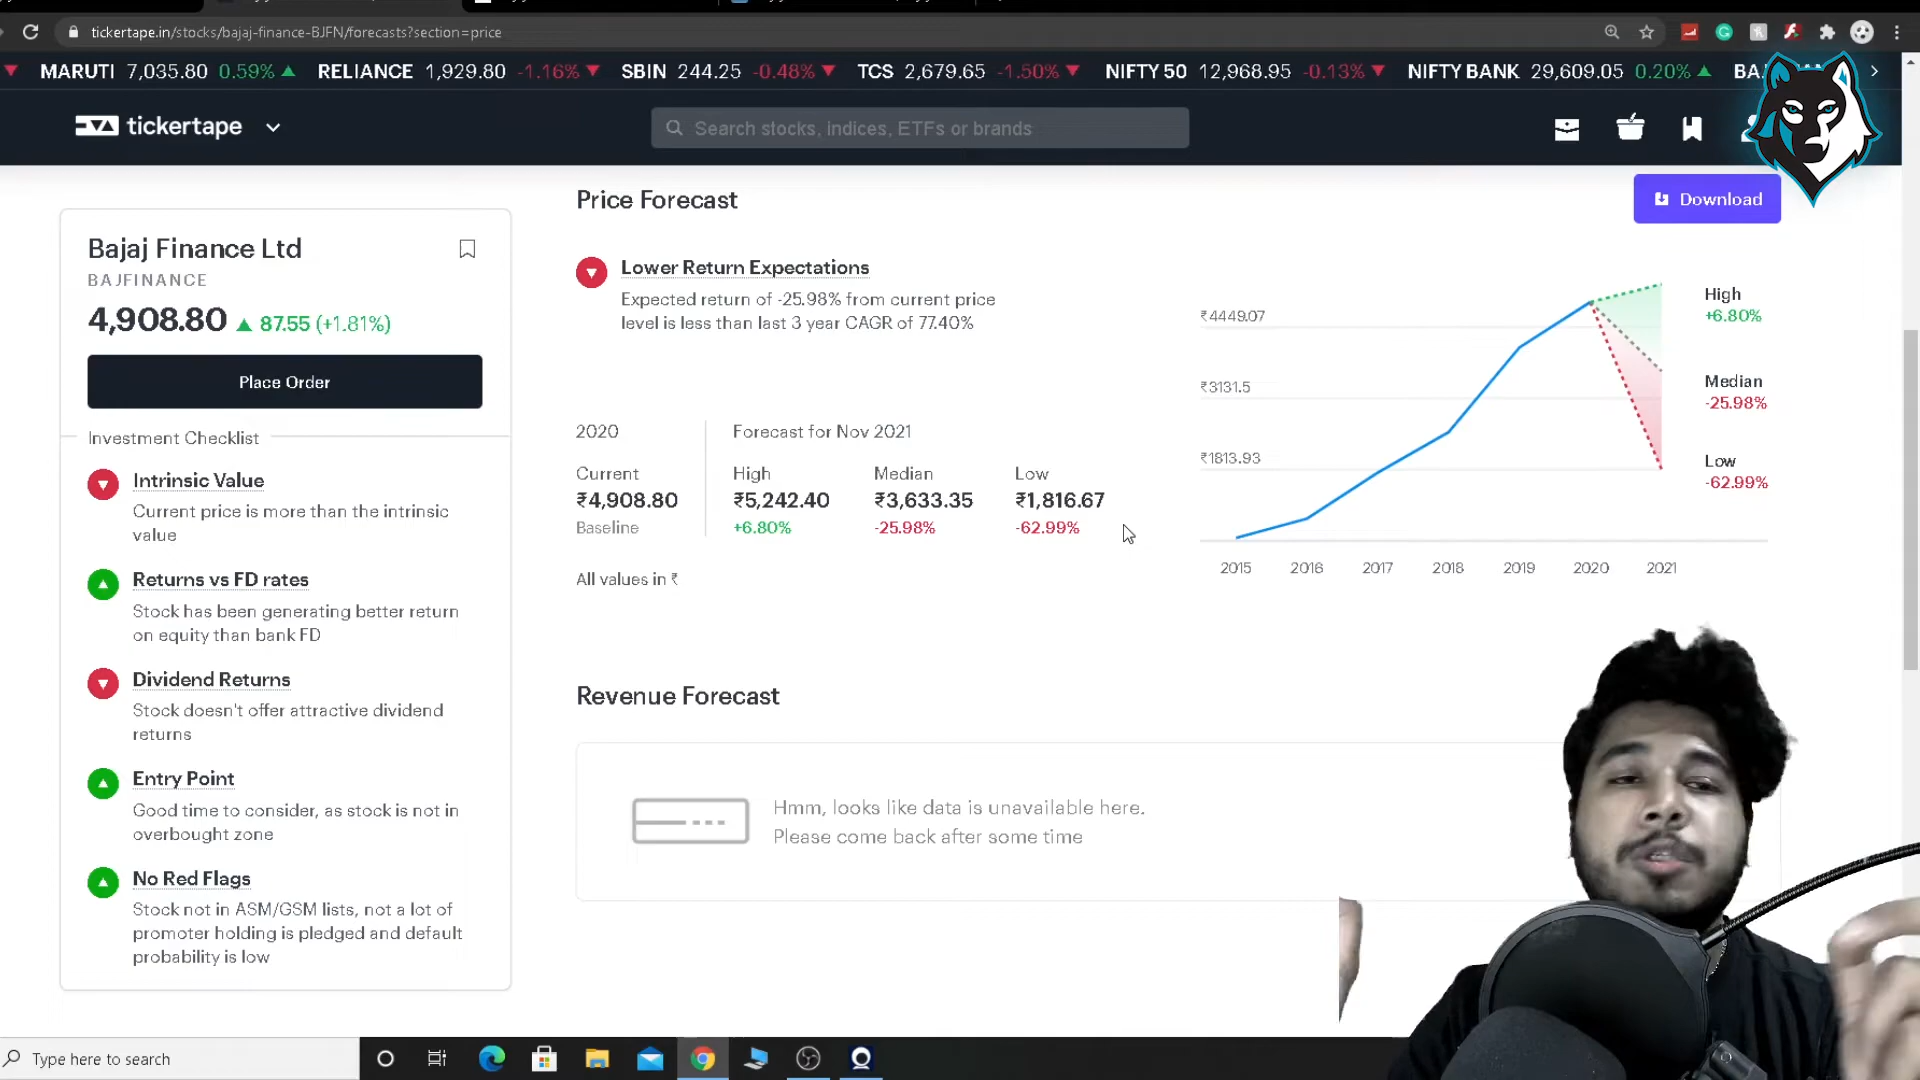 tickertape.in/stocks/bajaj-finance-BJFN/forecasts?section=price
MARUTI 7,035.80 0.59% RELIANCE 1,929.80 -1.16% SBIN 244.25 -0.48% TCS 2,679.65 -1.50% NIFTY 50 12,968.95 -0.13% NIFTY BANK 29,609.05 0.20%
tickertape
Search stocks, indices, ETFs or brands
Price Forecast
Download
Bajaj Finance Ltd
BAJFINANCE
4,908.80 87.55 (+1.81%)
Place Order
Investment Checklist
Intrinsic Value
Current price is more than the intrinsic
value
Returns vs FD rates
Stock has been generating better return
on equity than bank FD
Dividend Returns
Stock doesn't offer attractive dividend
returns
Entry Point
Good time to consider, as stock is not in
overbought zone
No Red Flags
Stock not in ASM/GSM lists, not a lot of
promoter holding is pledged and default
probability is low
Lower Return Expectations
Expected return of -25.98% from current price
level is less than last 3 year CAGR of 77.40%
2020 Forecast for Nov 2021
Current High Median Low
₹4,908.80 ₹5,242.40 ₹3,633.35 ₹1,816.67
Baseline +6.80% -25.98% -62.99%
All values in ₹
₹4449.07
₹3131.5
₹1813.93
2015 2016 2017 2018 2019 2020 2021
High
+6.80%
Median
-25.98%
Low
-62.99%
Revenue Forecast
Hmm, looks like data is unavailable here.
Please come back after some time
Type here to search